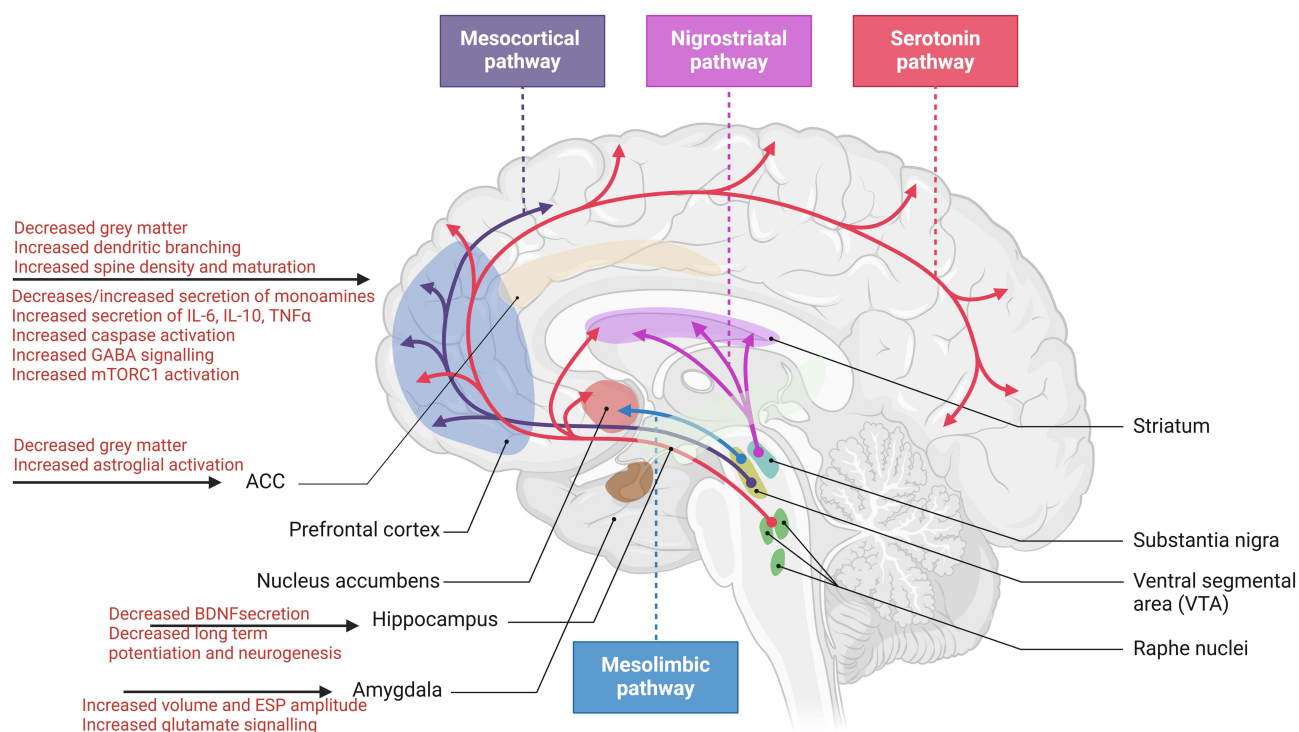 Mesocortical
pathway
Nigrostriatal
pathway
Serotonin
pathway
Decreased grey matter
Increased dendritic branching
Increased spine density and maturation
Decreases/increased secretion of monoamines
Increased secretion of IL-6, IL-10, TNFα
Increased caspase activation
Increased GABA signalling
Increased mTORC1 activation
Decreased grey matter
Increased astroglial activation
ACC
Prefrontal cortex
Nucleus accumbens
Decreased BDNFsecretion
Decreased long term
potentiation and neurogenesis
Hippocampus
Amygdala
Increased volume and ESP amplitude
Increased glutamate signalling
Mesolimbic
pathway
Striatum
Substantia nigra
Ventral segmental
area (VTA)
Raphe nuclei